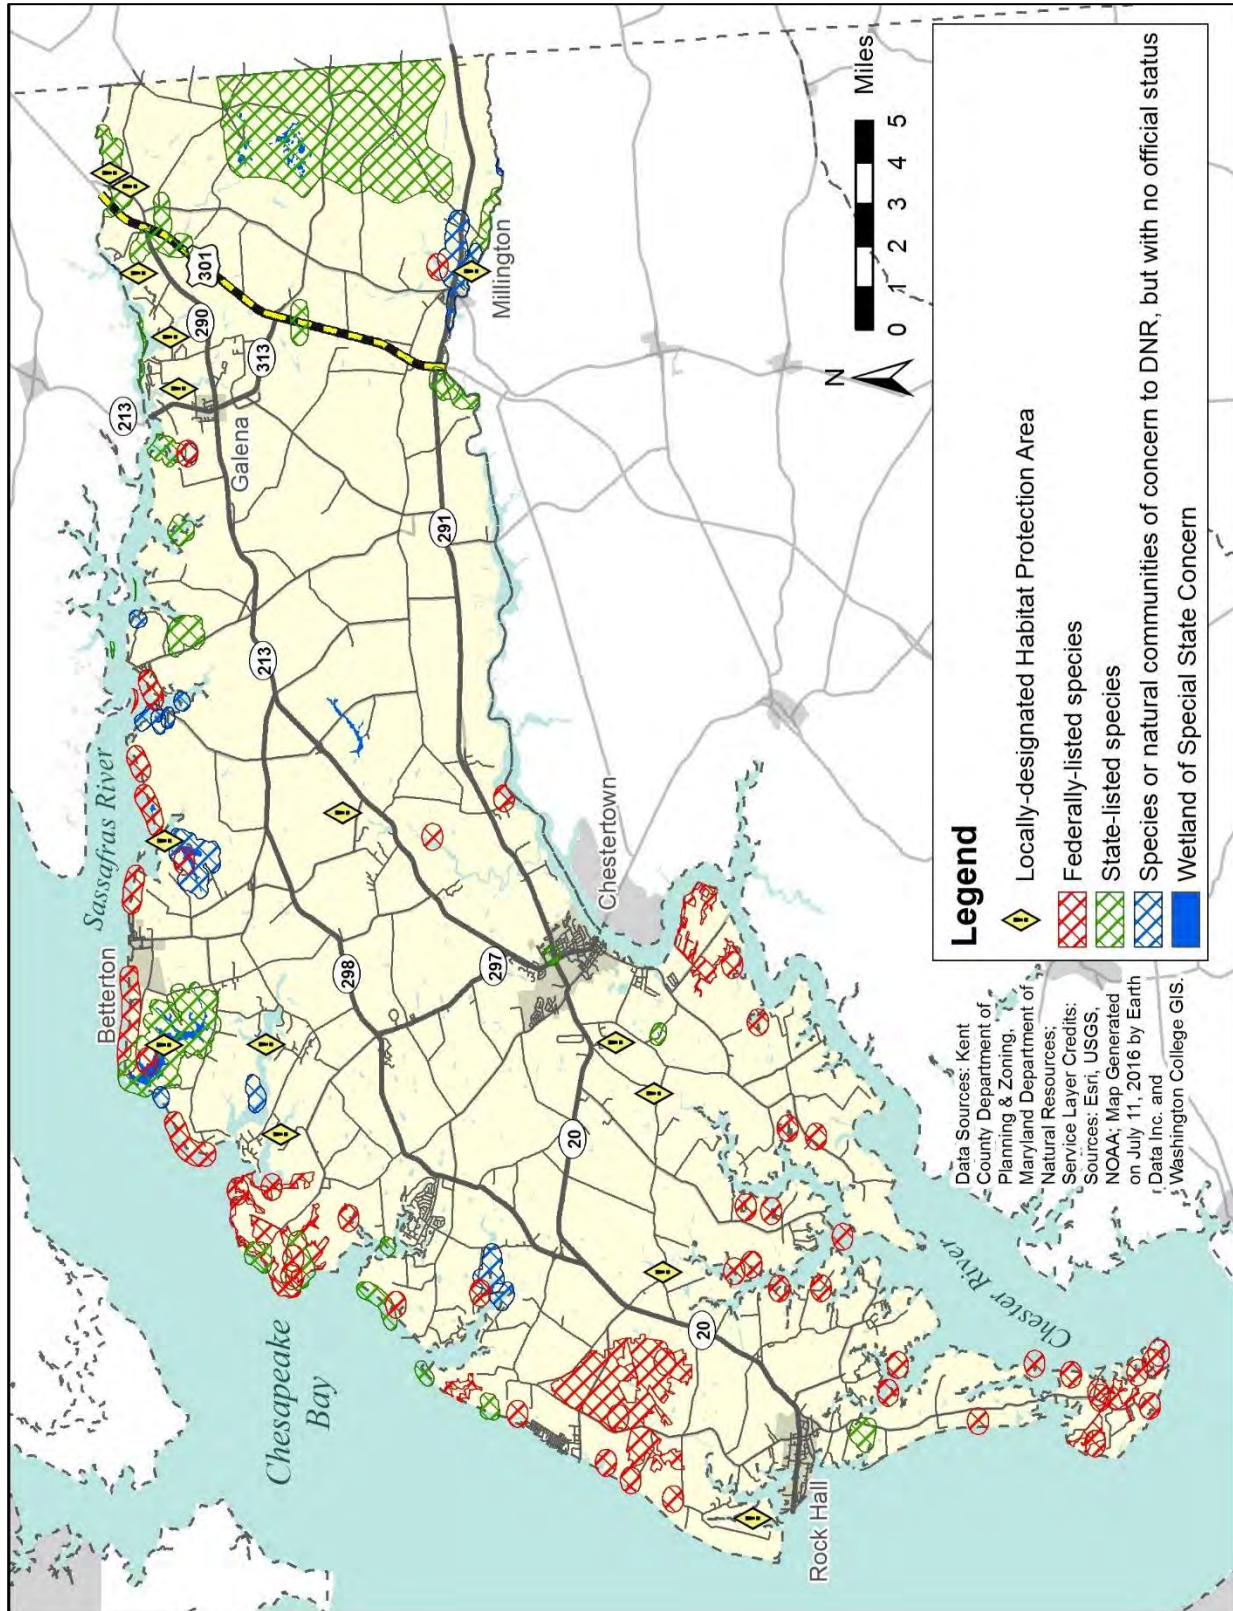 Sassafras River
Betterton
Chesapeake
Bay
Galena
Millington
Chestertown
Rock Hall
Chester River
213
290
301
313
213
291
298
297
20
20
N
0 1 2 3 4 5 Miles
Legend
Locally-designated Habitat Protection Area
Federally-listed species
State-listed species
Species or natural communities of concern to DNR, but with no official status
Wetland of Special State Concern
Data Sources: Kent
County Department of
Planning & Zoning,
Maryland Department of
Natural Resources;
Service Layer Credits:
Sources: Esri, USGS,
NOAA; Map Generated
on July 11, 2016 by Earth
Data Inc. and
Washington College GIS.